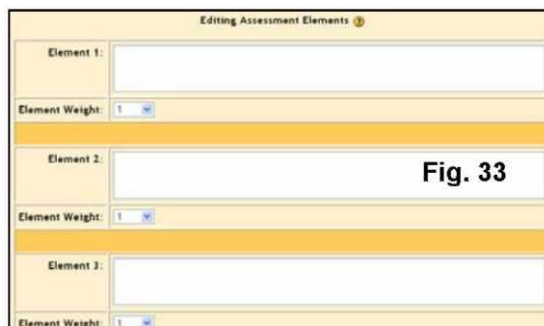 Editing Assessment Elements
Element 1:
Element Weight: 1
Element 2:
Fig. 33
Element Weight: 1
Element 3:
Element Weight: 1